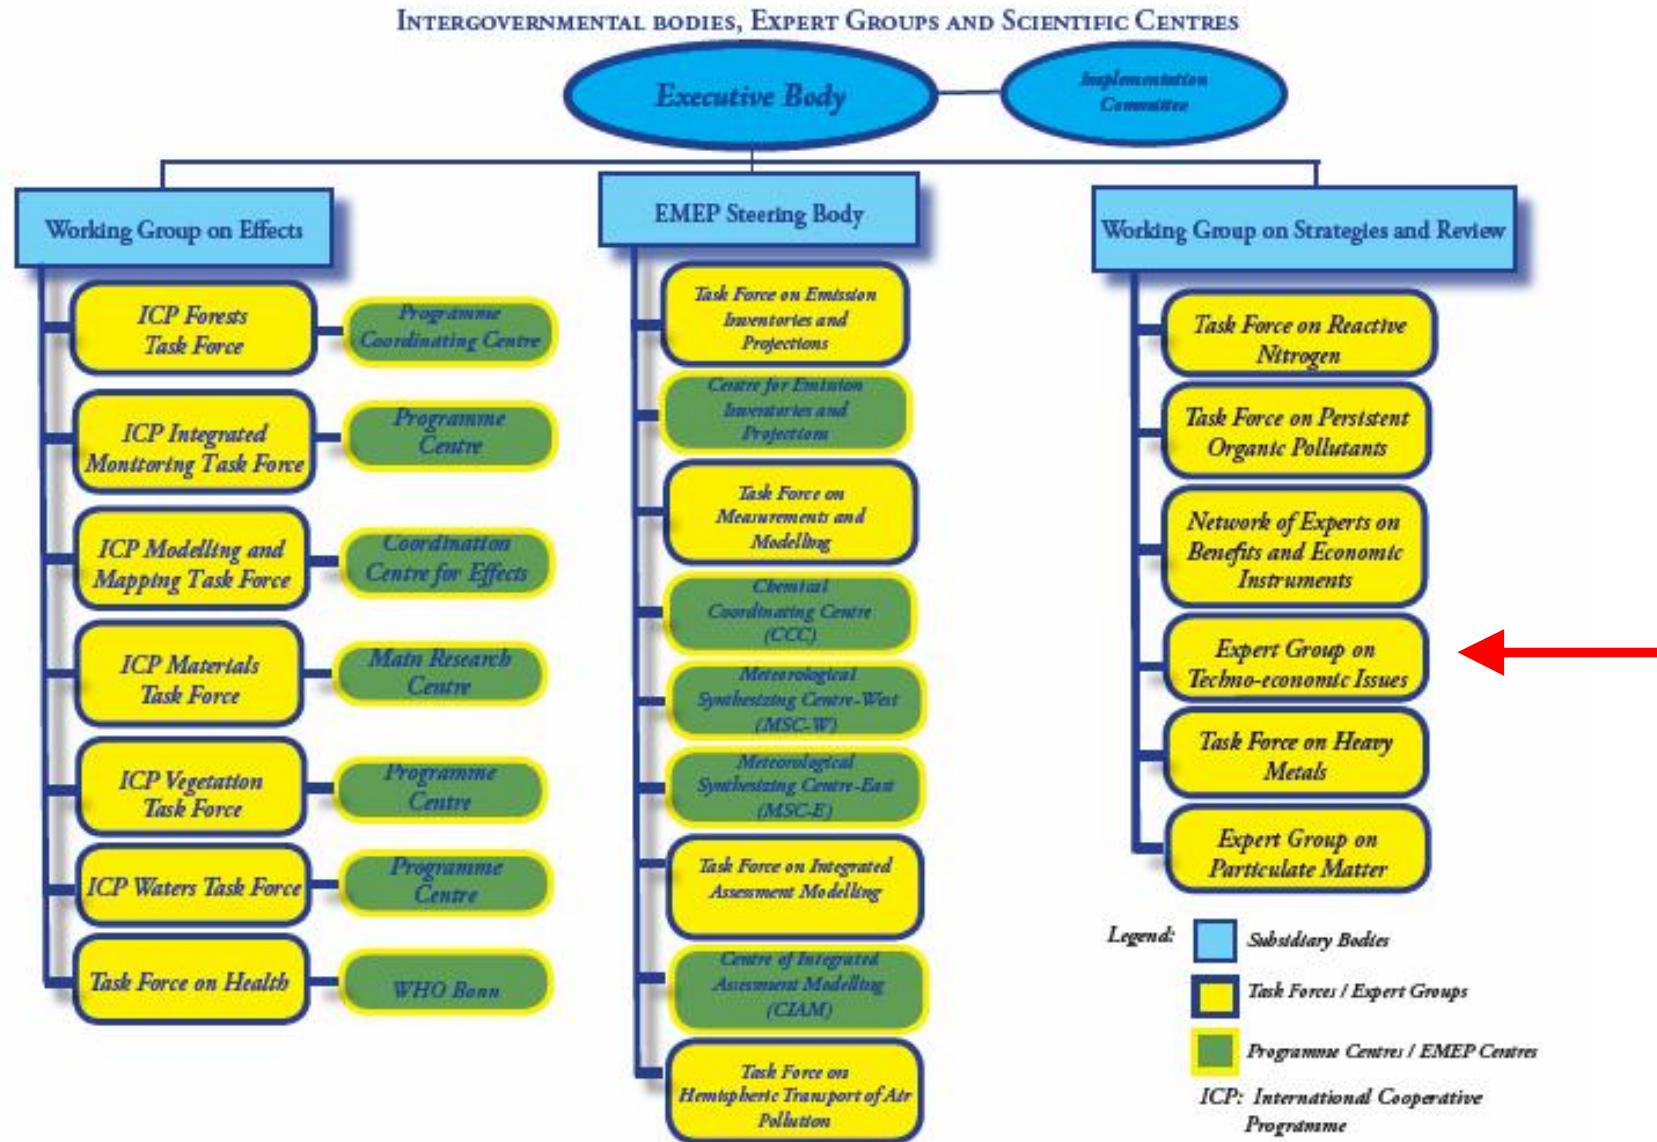 INTERGOVERNMENTAL BODIES, EXPERT GROUPS AND SCIENTIFIC CENTRES
Executive Body
Implementation
Committee
Working Group on Effects
ICP Forests
Task Force
Programme
Coordinating Centre
ICP Integrated
Monitoring Task Force
Programme
Centre
ICP Modelling and
Mapping Task Force
Coordination
Centre for Effects
ICP Materials
Task Force
Main Research
Centre
ICP Vegetation
Task Force
Programme
Centre
ICP Waters Task Force
Programme
Centre
Task Force on Health
WHO Bonn
EMEP Steering Body
Task Force on Emission
Inventories and
Projections
Centre for Emission
Inventories and
Projections
Task Force on
Measurements and
Modelling
Chemical
Coordinating Centre
(CCC)
Meteorological
Synthesizing Centre-West
(MSC-W)
Meteorological
Synthesizing Centre-East
(MSC-E)
Task Force on Integrated
Assessment Modelling
Centre of Integrated
Assesment Modelling
(CIAM)
Task Force on
Hemispheric Transport of Air
Pollution
Working Group on Strategies and Review
Task Force on Reactive
Nitrogen
Task Force on Persistent
Organic Pollutants
Network of Experts on
Benefits and Economic
Instruments
Expert Group on
Techno-economic Issues
Task Force on Heavy
Metals
Expert Group on
Particulate Matter
Legend:
Subsidiary Bodies
Task Forces / Expert Groups
Programme Centres / EMEP Centres
ICP: International Cooperative
Programme